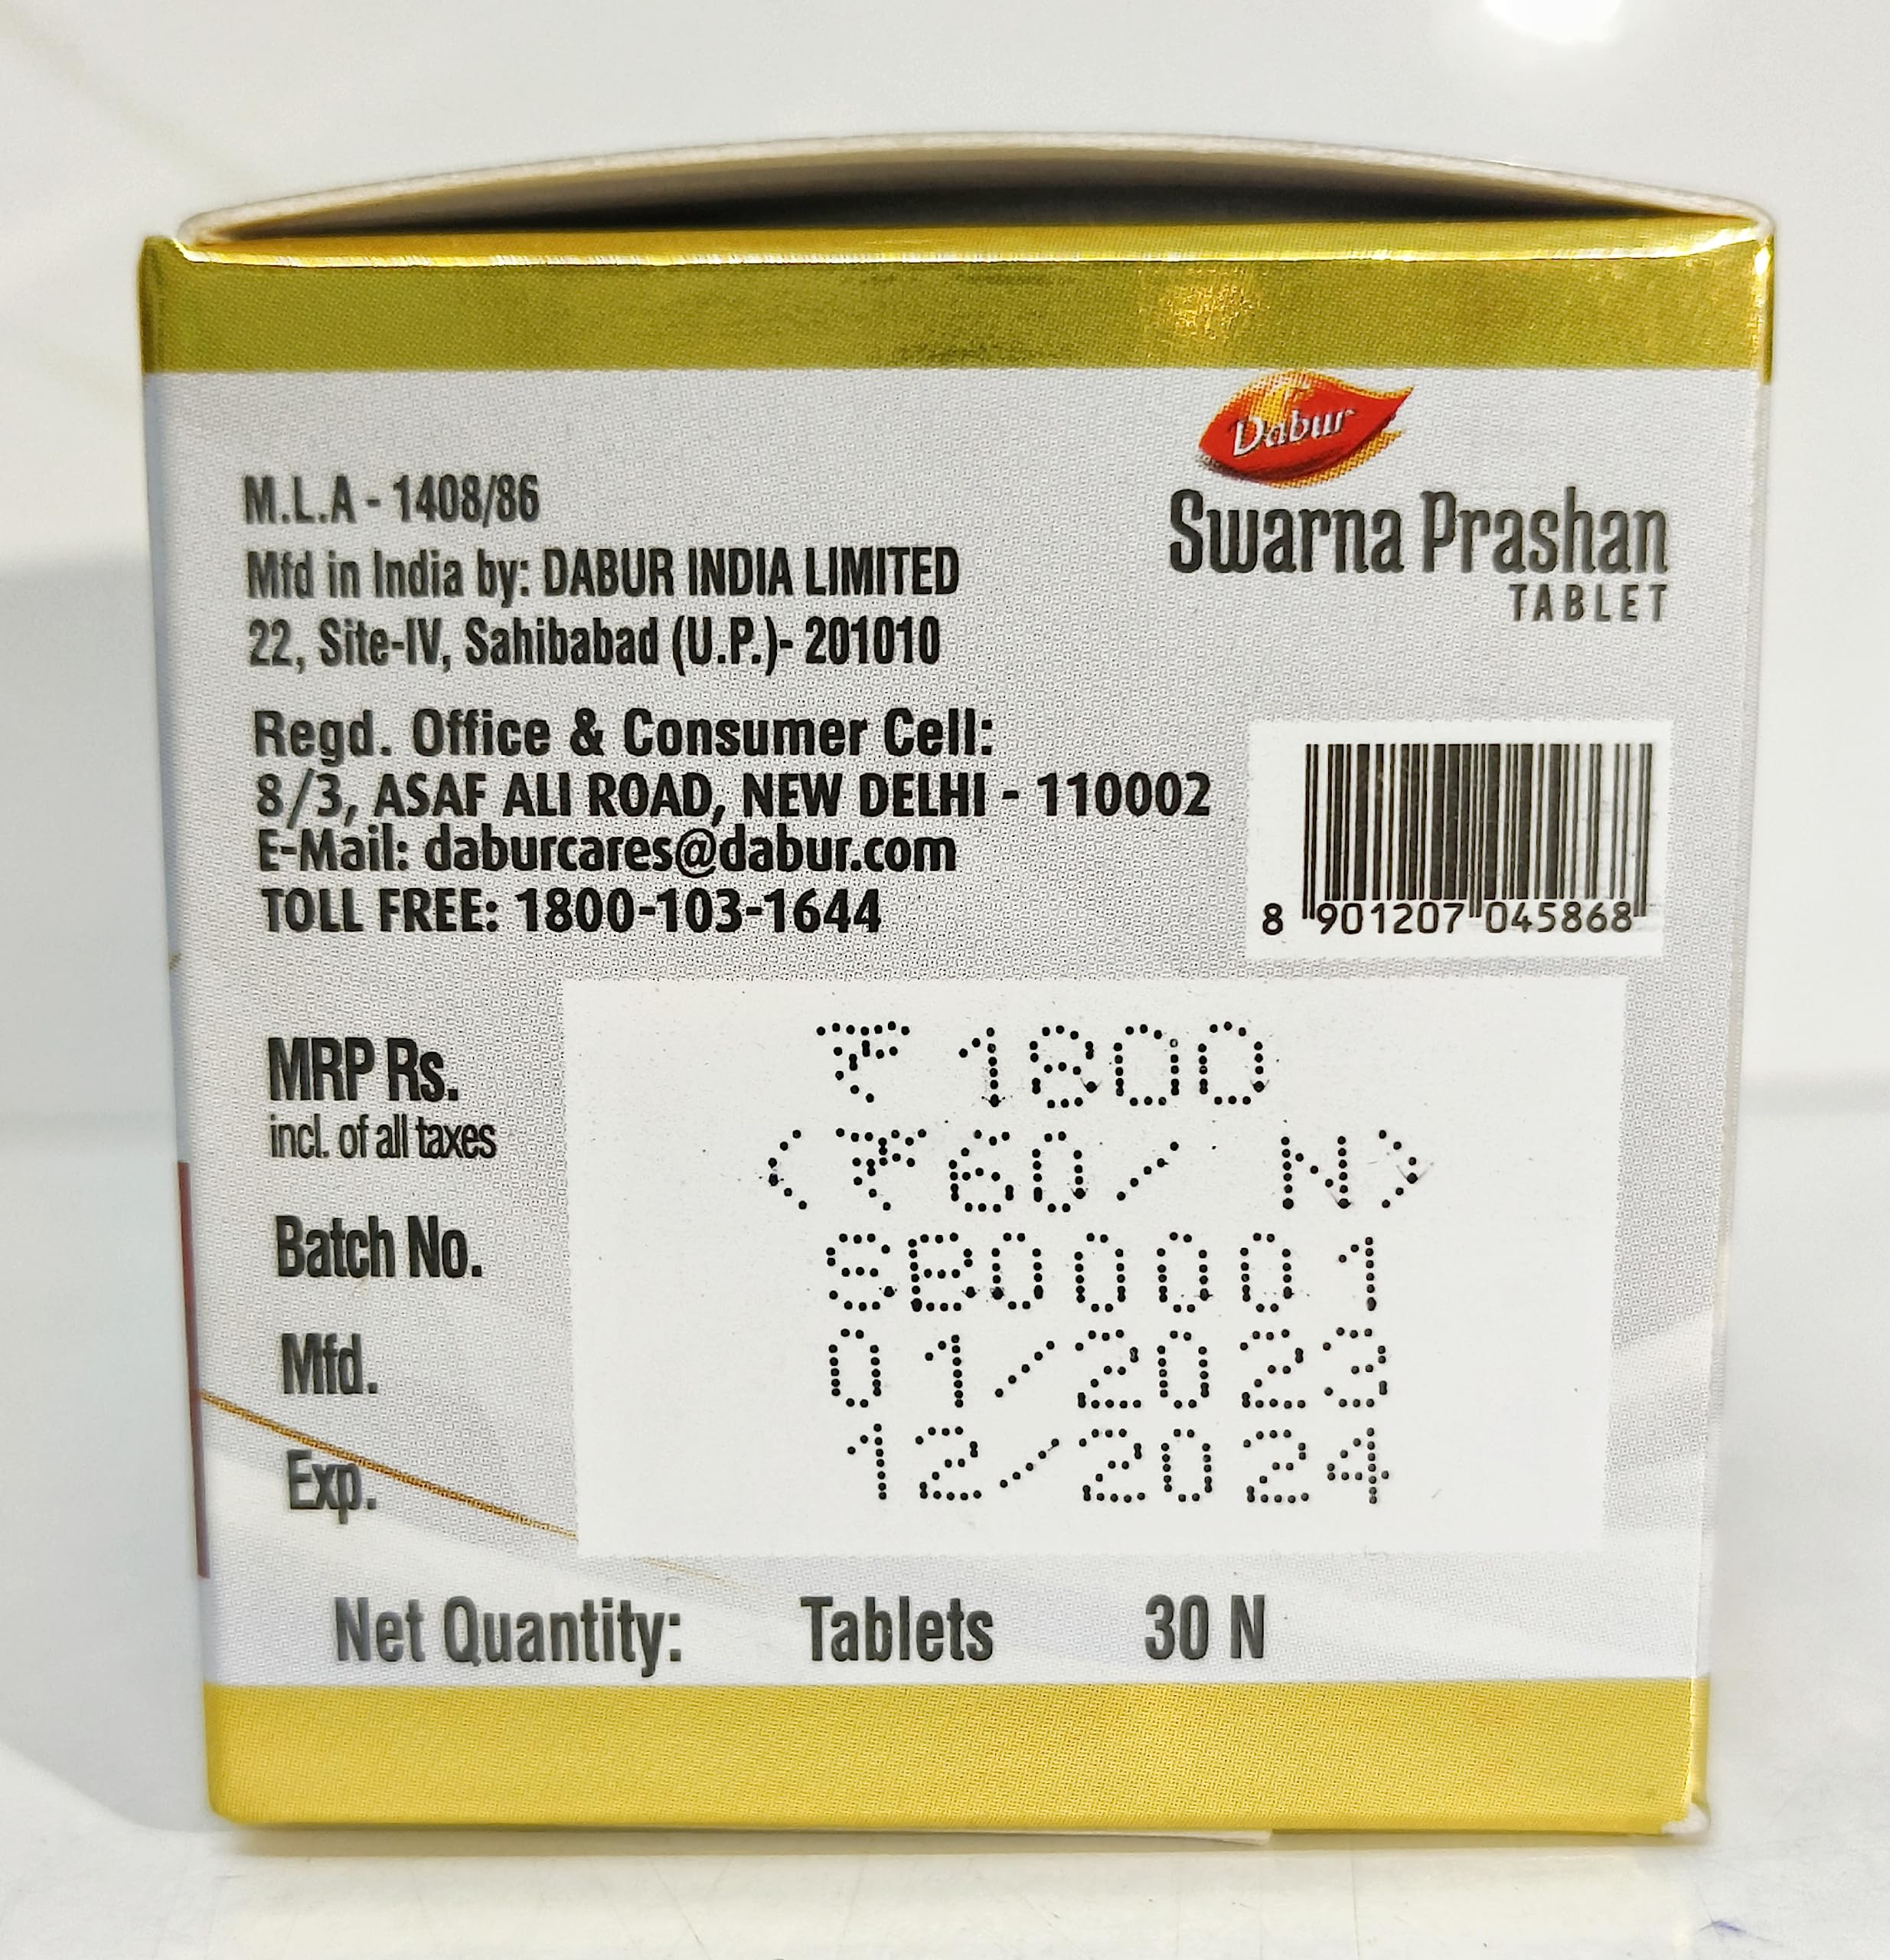 Dabur
Swarna Prashan
TABLET
M.L.A - 1408/86
Mfd in India by: DABUR INDIA LIMITED
22, Site-IV, Sahibabad (U.P.)- 201010
Regd. Office & Consumer Cell:
8/3, ASAF ALI ROAD, NEW DELHI - 110002
E-Mail: daburcares@dabur.com
TOLL FREE: 1800-103-1644
8 901207 045868
MRP Rs. ₹ 1800
incl. of all taxes (₹60/ N)
Batch No. SB00001
Mfd. 01/2023
Exp. 12/2024
Net Quantity: Tablets 30 N